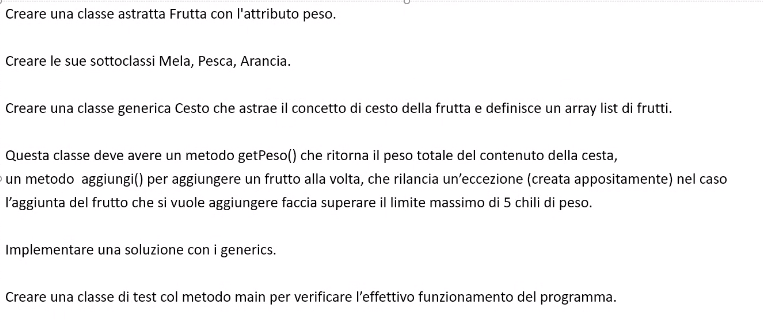 Creare una classe astratta Frutta con l'attributo peso.
Creare le sue sottoclassi Mela, Pesca, Arancia.
Creare una classe generica Cesto che astrae il concetto di cesto della frutta e definisce un array list di frutti.
Questa classe deve avere un metodo getPeso() che ritorna il peso totale del contenuto della cesta,
un metodo  aggiungi() per aggiungere un frutto alla volta, che rilancia un’eccezione (creata appositamente) nel caso
l’aggiunta del frutto che si vuole aggiungere faccia superare il limite massimo di 5 chili di peso.
Implementare una soluzione con i generics.
Creare una classe di test col metodo main per verificare l’effettivo funzionamento del programma.